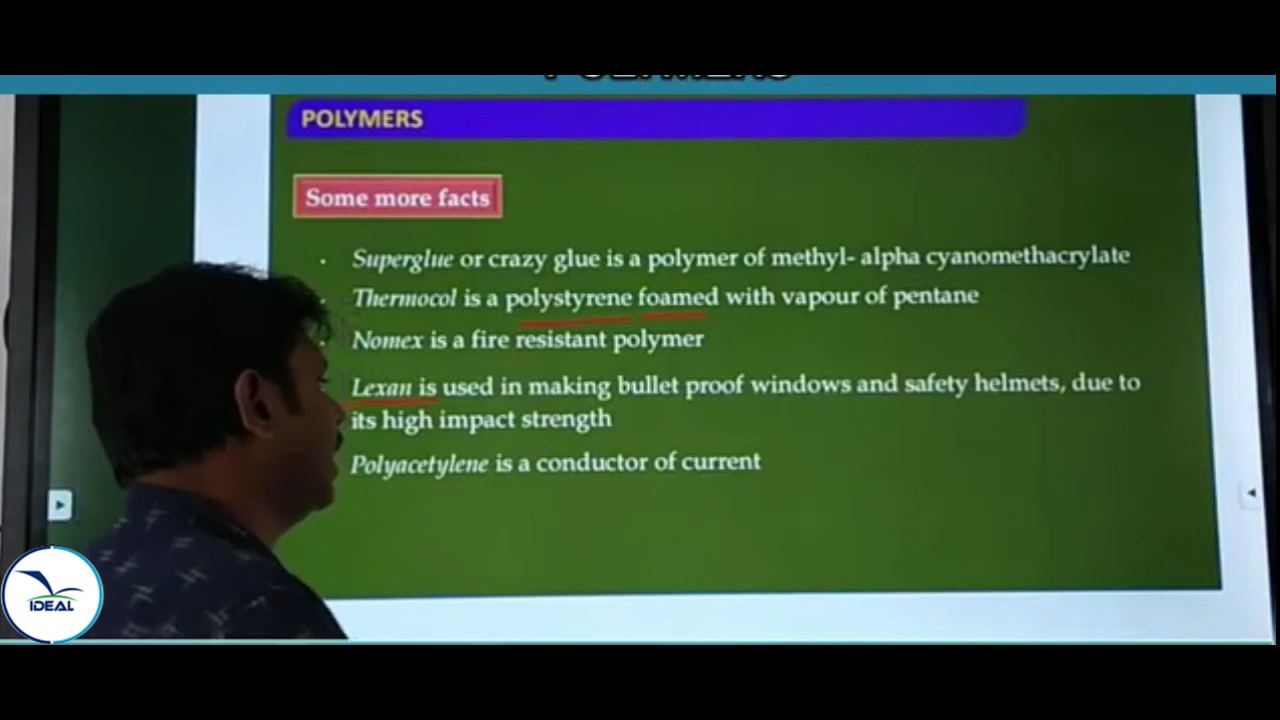 POLYMERS
POLYMERS
Some more facts
· Superglue or crazy glue is a polymer of methyl- alpha cyanomethacrylate
· Thermocol is a polystyrene foamed with vapour of pentane
· Nomex is a fire resistant polymer
Lexan is used in making bullet proof windows and safety helmets, due to
its high impact strength
Polyacetylene is a conductor of current
IDEAL